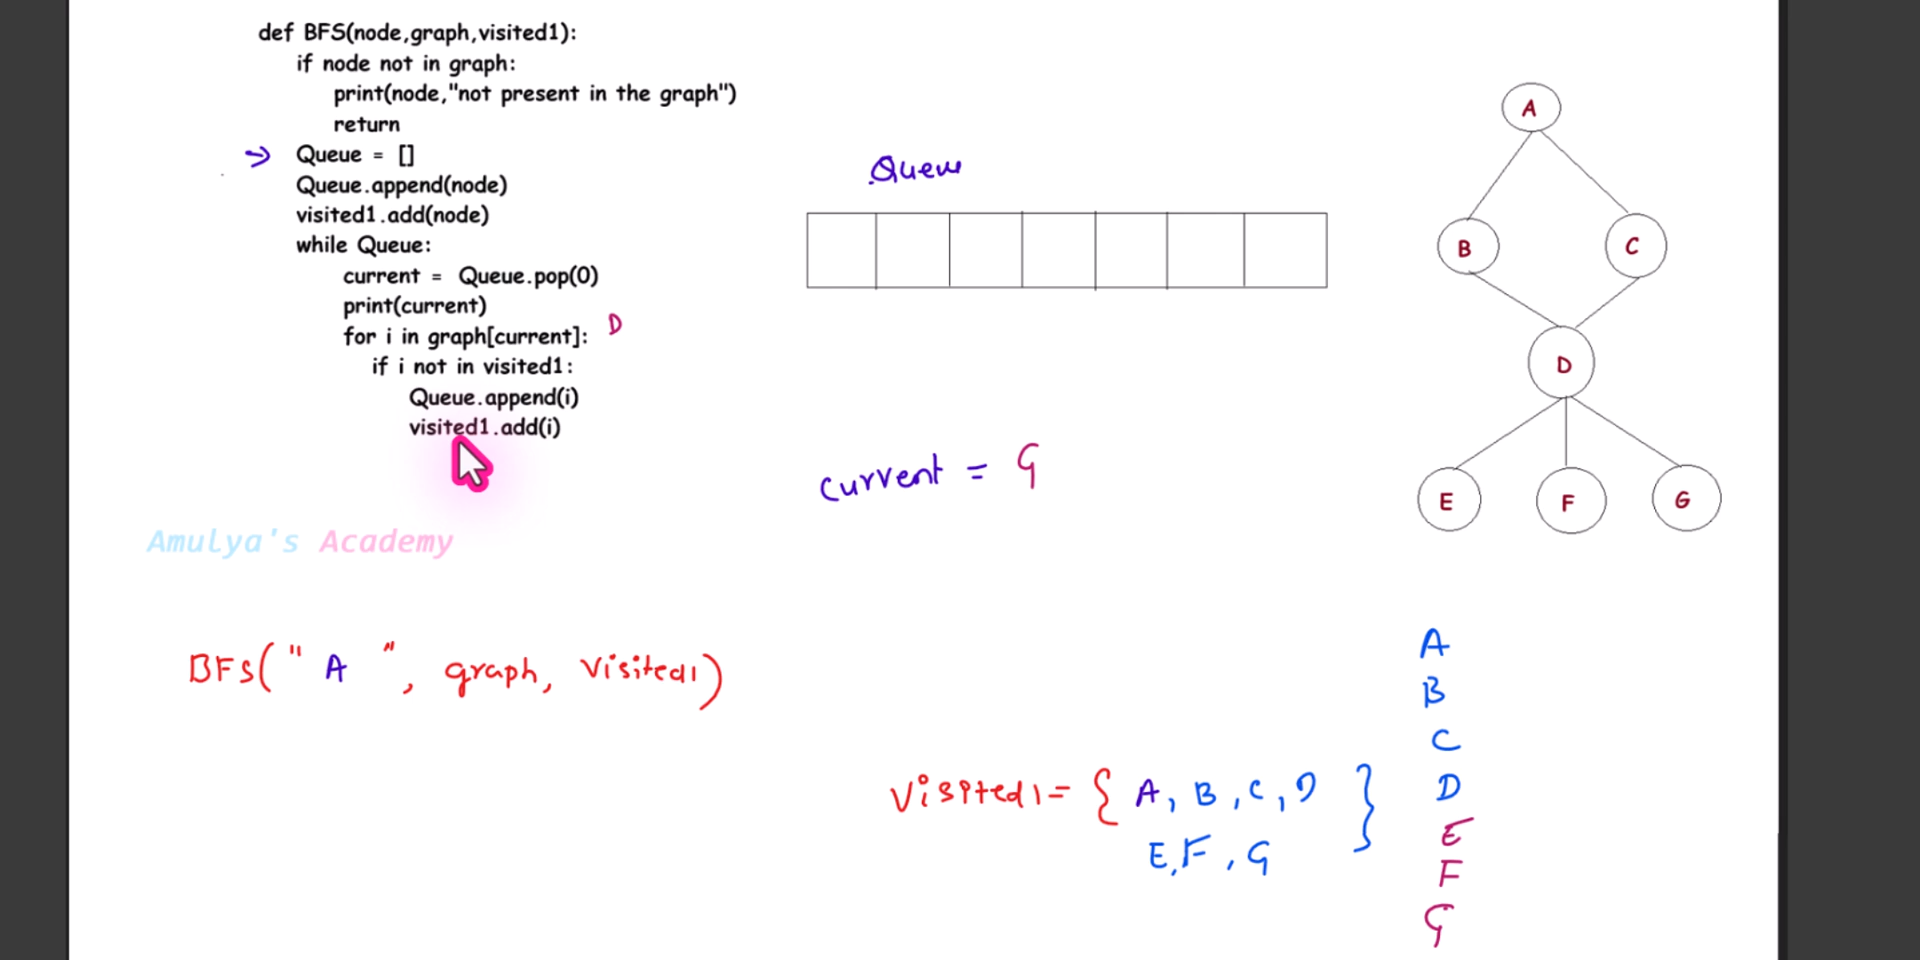 def BFS(node,graph,visited1):
if node not in graph:
print(node,"not present in the graph")
return
Queue = []
Queue.append(node)
visited1.add(node)
while Queue:
current = Queue.pop(0)
print(current)
for i in graph[current]: D
if i not in visited1:
Queue.append(i)
visited1.add(i)
Amulya's Academy
Queue
current = G
A
B C
D
E F G
BFS("A", graph, visited1)
visited1 = { A, B, C, D
E, F, G }
A
B
C
D
E
F
G